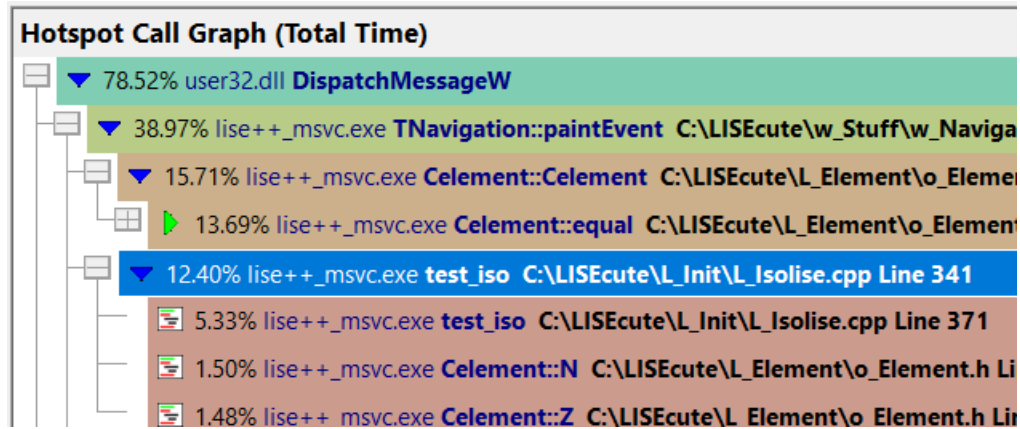 Hotspot Call Graph (Total Time)
78.52% user32.dll DispatchMessageW
38.97% lise++_msvc.exe TNavigation::paintEvent C:\LISEcute\w_Stuff\w_Naviga
15.71% lise++_msvc.exe Celement::Celement C:\LISEcute\L_Element\o_Elemen
13.69% lise++_msvc.exe Celement::equal C:\LISEcute\L_Element\o_Element
12.40% lise++_msvc.exe test_iso C:\LISEcute\L_Init\L_Isolise.cpp Line 341
5.33% lise++_msvc.exe test_iso C:\LISEcute\L_Init\L_Isolise.cpp Line 371
1.50% lise++_msvc.exe Celement::N C:\LISEcute\L_Element\o_Element.h Li
1.48% lise++_msvc.exe Celement::Z C:\LISEcute\L_Element\o_Element.h Lin